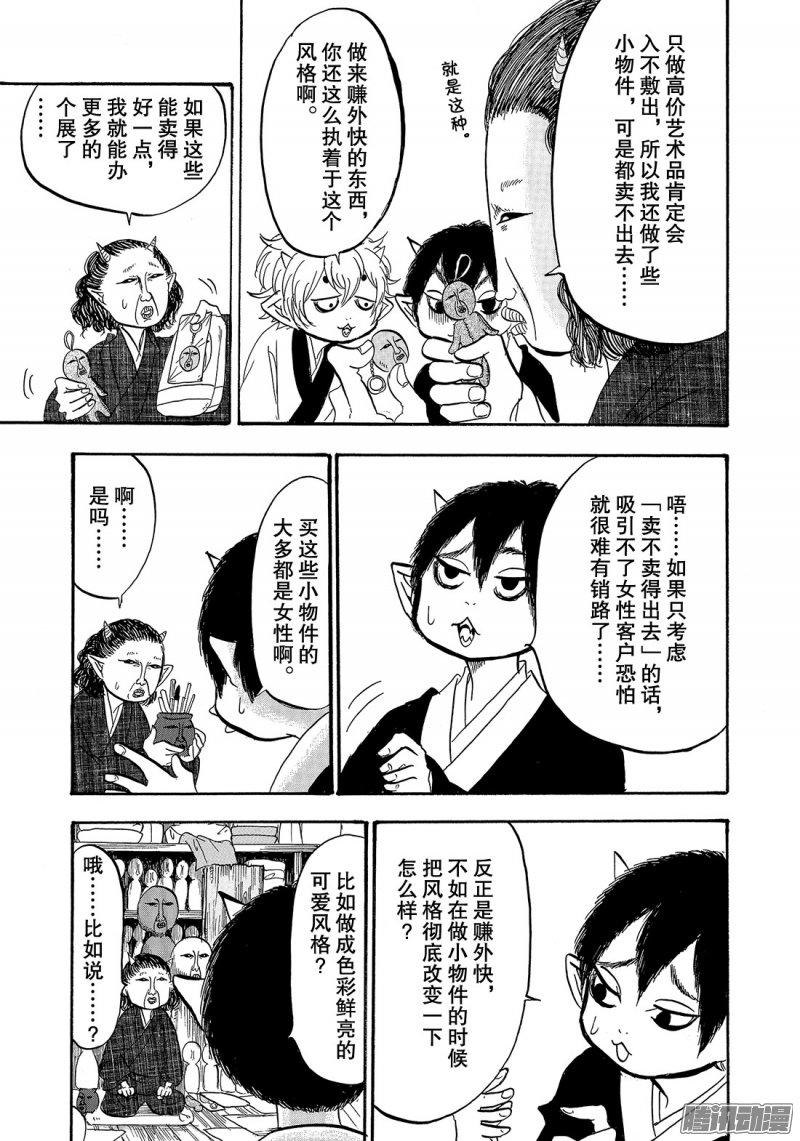 只做高价艺术品肯定会
入不敷出，所以我还做了些
小物件，可是都卖不出去……
就是这种。
做来赚外快的东西，
你还这么执着于这个
风格啊。
如果这些
能卖得
好一点，
我就能办
更多的
个展了
……
唔……如果只考虑
「卖不卖得出去」的话，
吸引不了女性客户恐怕
就很难有销路了……
买这些小物件的
大多都是女性啊。
啊……
是吗……
反正是赚外快，
不如在做小物件的时候
把风格彻底改变一下
怎么样？
比如做成色彩鲜亮的
可爱风格？
哦……比如说……？
腾讯动漫